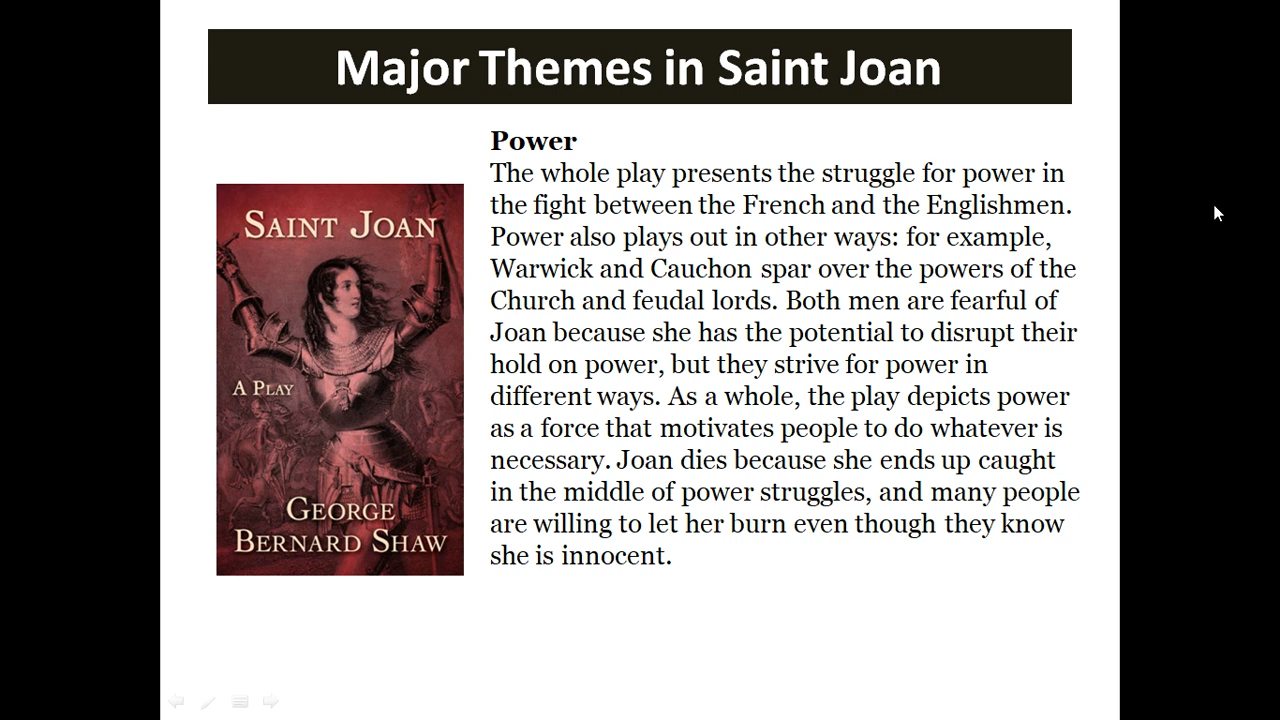 Major Themes in Saint Joan
SAINT JOAN
A PLAY
GEORGE
BERNARD SHAW
Power
The whole play presents the struggle for power in
the fight between the French and the Englishmen.
Power also plays out in other ways: for example,
Warwick and Cauchon spar over the powers of the
Church and feudal lords. Both men are fearful of
Joan because she has the potential to disrupt their
hold on power, but they strive for power in
different ways. As a whole, the play depicts power
as a force that motivates people to do whatever is
necessary. Joan dies because she ends up caught
in the middle of power struggles, and many people
are willing to let her burn even though they know
she is innocent.